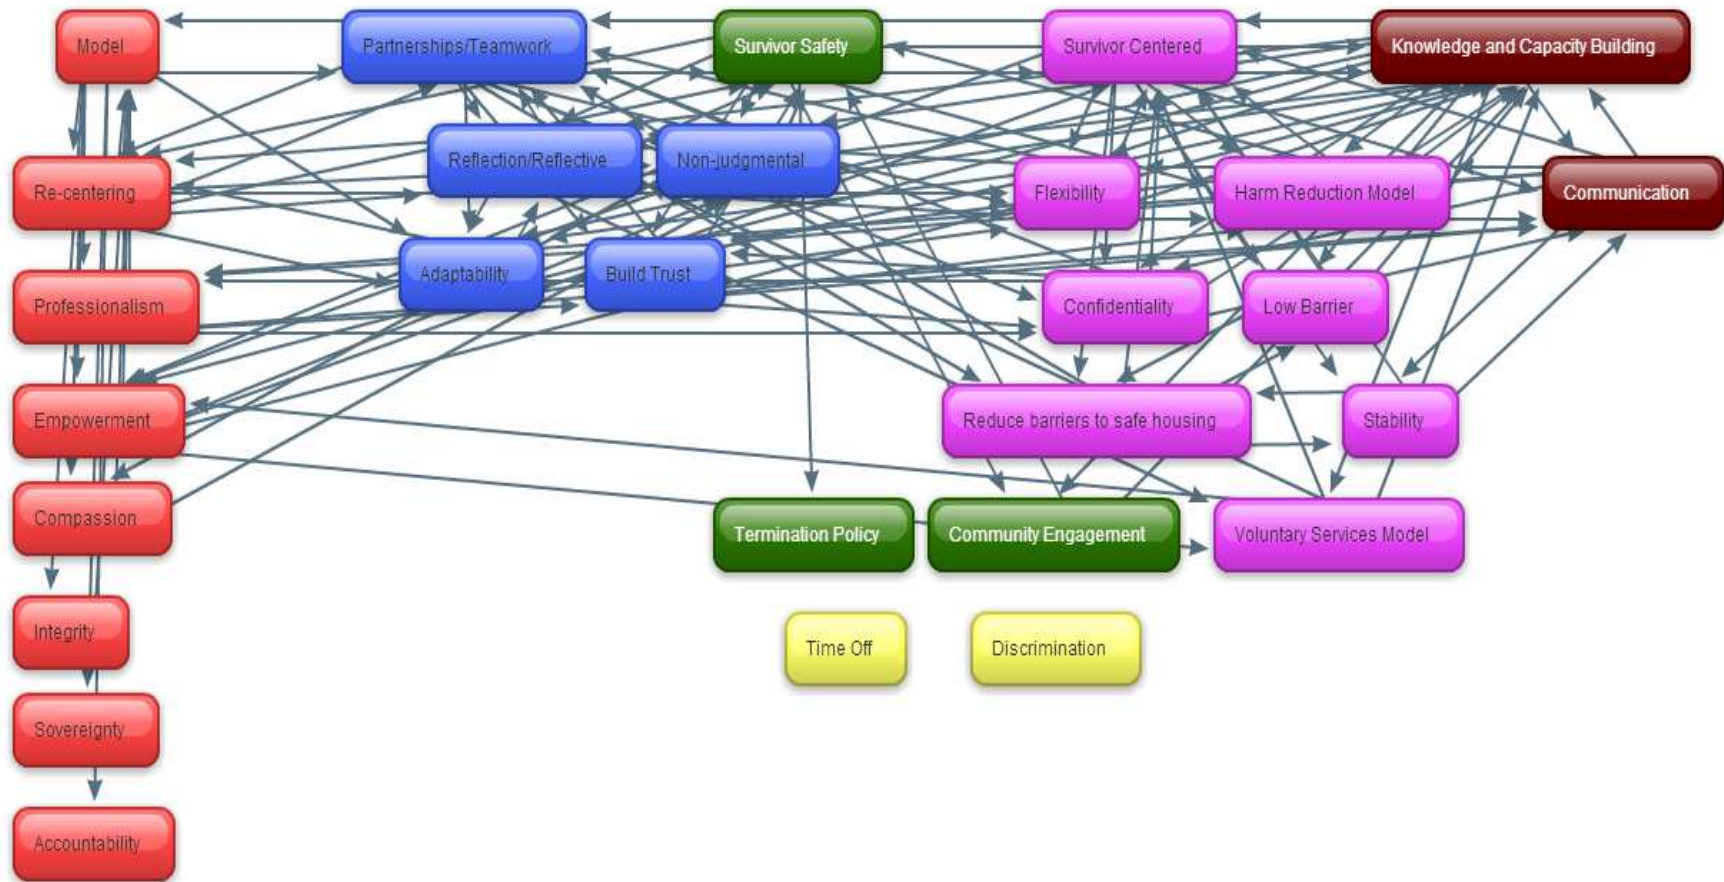 Model
Partnerships/Teamwork
Survivor Safety
Survivor Centered
Knowledge and Capacity Building
Reflection/Reflective
Non-judgmental
Re-centering
Flexibility
Harm Reduction Model
Communication
Adaptability
Build Trust
Professionalism
Confidentiality
Low Barrier
Empowerment
Reduce barriers to safe housing
Stability
Compassion
Termination Policy
Community Engagement
Voluntary Services Model
Integrity
Time Off
Discrimination
Sovereignty
Accountability